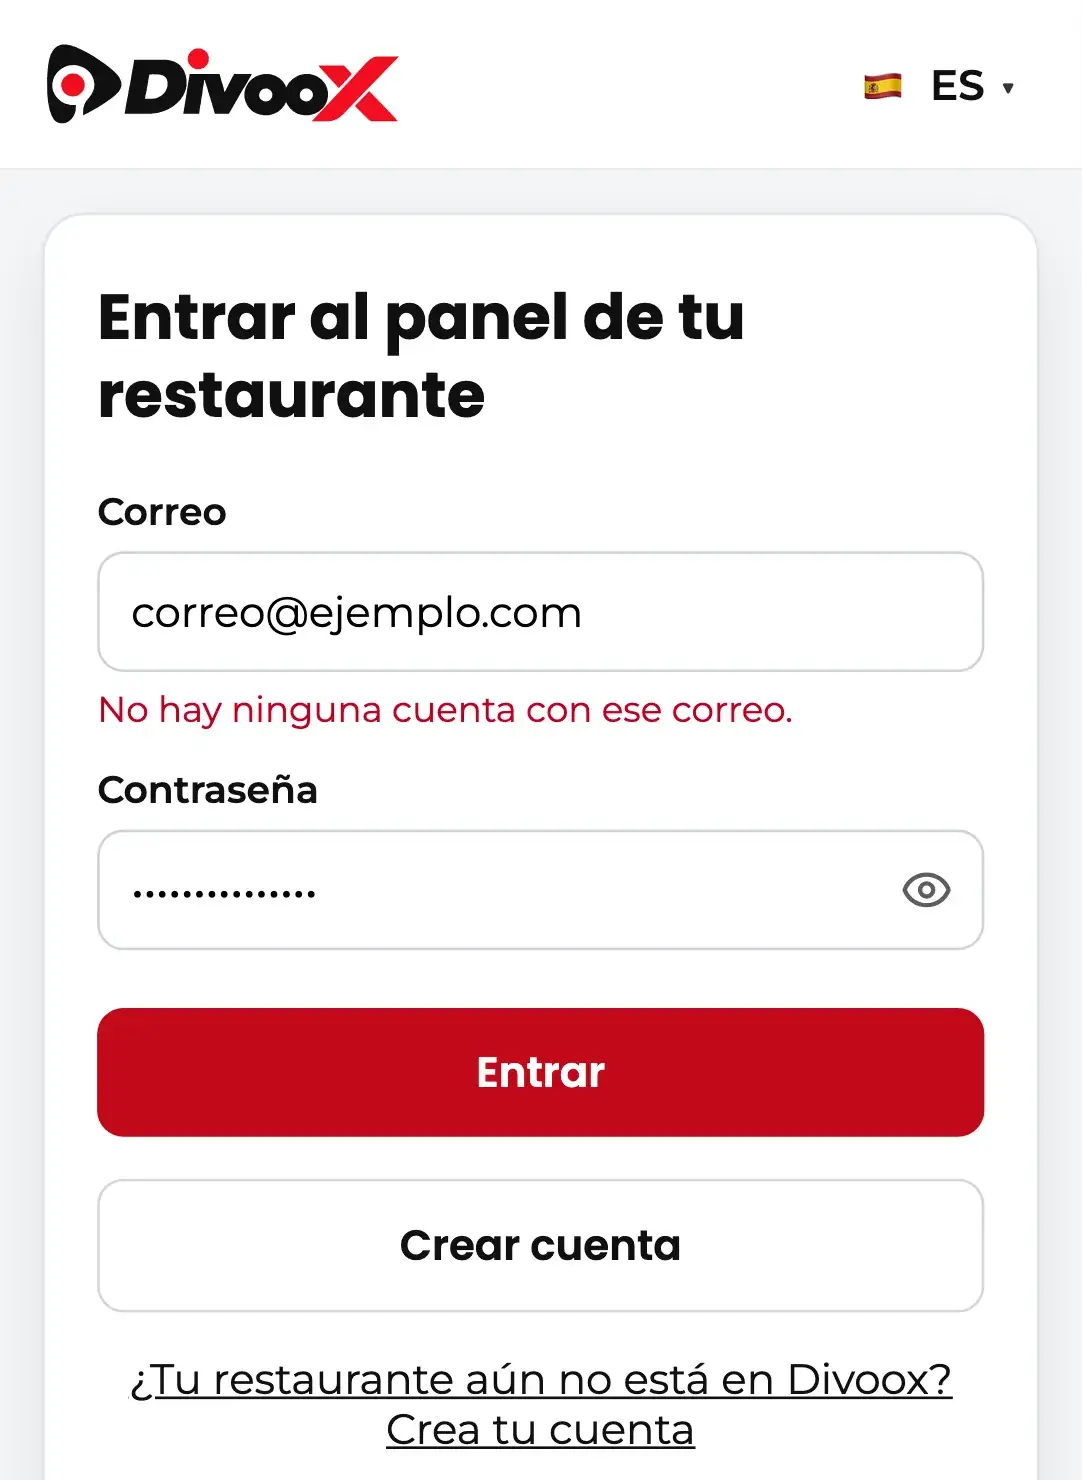 DivooX
🇪🇸 ES ▼
Entrar al panel de tu
restaurante
Correo
correo@ejemplo.com
No hay ninguna cuenta con ese correo.
Contraseña
•••••••••••••••
Entrar
Crear cuenta
¿Tu restaurante aún no está en Divoox?
Crea tu cuenta